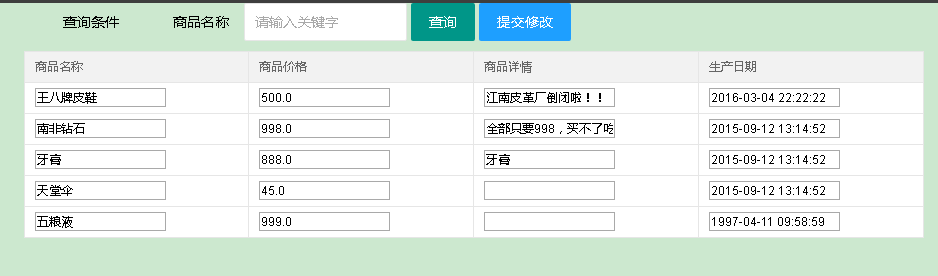 查询条件 商品名称 请输入关键字 查询 提交修改
商品名称 商品价格 商品详情 生产日期
王八牌皮鞋 500.0 江南皮革厂倒闭啦！！ 2016-03-04 22:22:22
南非钻石 998.0 全部只要998，买不了吃 2015-09-12 13:14:52
牙膏 888.0 牙膏 2015-09-12 13:14:52
天堂伞 45.0 2015-09-12 13:14:52
五粮液 999.0 1997-04-11 09:58:59